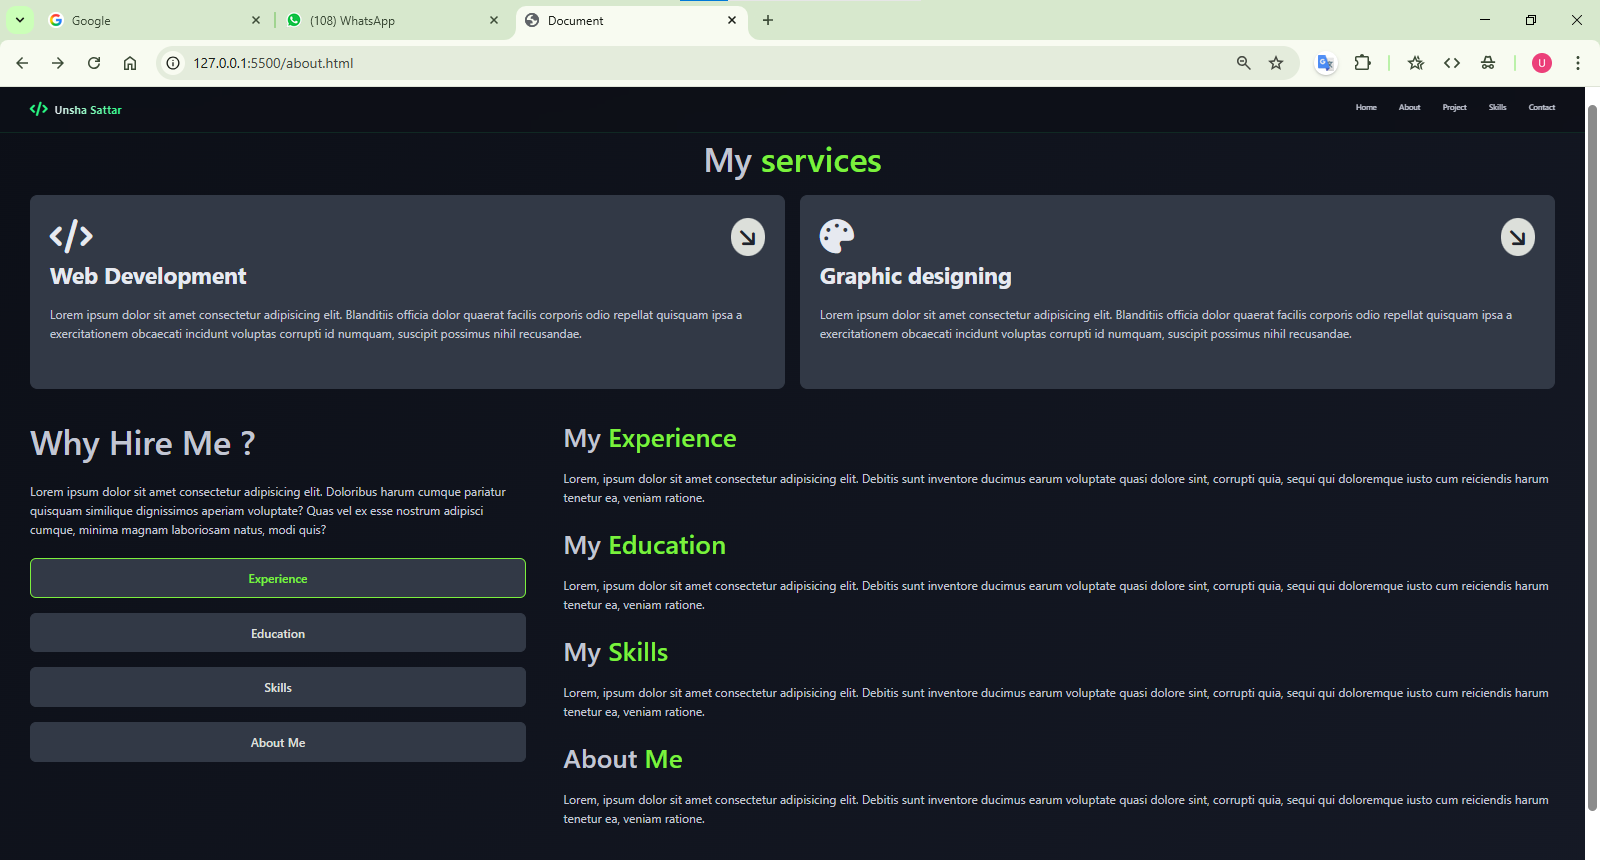 Google
(108) WhatsApp
Document
127.0.0.1:5500/about.html
U
</> Unsha Sattar
Home
About
Project
Skills
Contact
My services
Web Development
Lorem ipsum dolor sit amet consectetur adipisicing elit. Blanditiis officia dolor quaerat facilis corporis odio repellat quisquam ipsa a
exercitationem obcaecati incidunt voluptas corrupti id numquam, suscipit possimus nihil recusandae.
Graphic designing
Lorem ipsum dolor sit amet consectetur adipisicing elit. Blanditiis officia dolor quaerat facilis corporis odio repellat quisquam ipsa a
exercitationem obcaecati incidunt voluptas corrupti id numquam, suscipit possimus nihil recusandae.
Why Hire Me ?
Lorem ipsum dolor sit amet consectetur adipisicing elit. Doloribus harum cumque pariatur
quisquam similique dignissimos aperiam voluptate? Quas vel ex esse nostrum adipisci
cumque, minima magnam laboriosam natus, modi quis?
Experience
Education
Skills
About Me
My Experience
Lorem, ipsum dolor sit amet consectetur adipisicing elit. Debitis sunt inventore ducimus earum voluptate quasi dolore sint, corrupti quia, sequi qui doloremque iusto cum reiciendis harum
tenetur ea, veniam ratione.
My Education
Lorem, ipsum dolor sit amet consectetur adipisicing elit. Debitis sunt inventore ducimus earum voluptate quasi dolore sint, corrupti quia, sequi qui doloremque iusto cum reiciendis harum
tenetur ea, veniam ratione.
My Skills
Lorem, ipsum dolor sit amet consectetur adipisicing elit. Debitis sunt inventore ducimus earum voluptate quasi dolore sint, corrupti quia, sequi qui doloremque iusto cum reiciendis harum
tenetur ea, veniam ratione.
About Me
Lorem, ipsum dolor sit amet consectetur adipisicing elit. Debitis sunt inventore ducimus earum voluptate quasi dolore sint, corrupti quia, sequi qui doloremque iusto cum reiciendis harum
tenetur ea, veniam ratione.